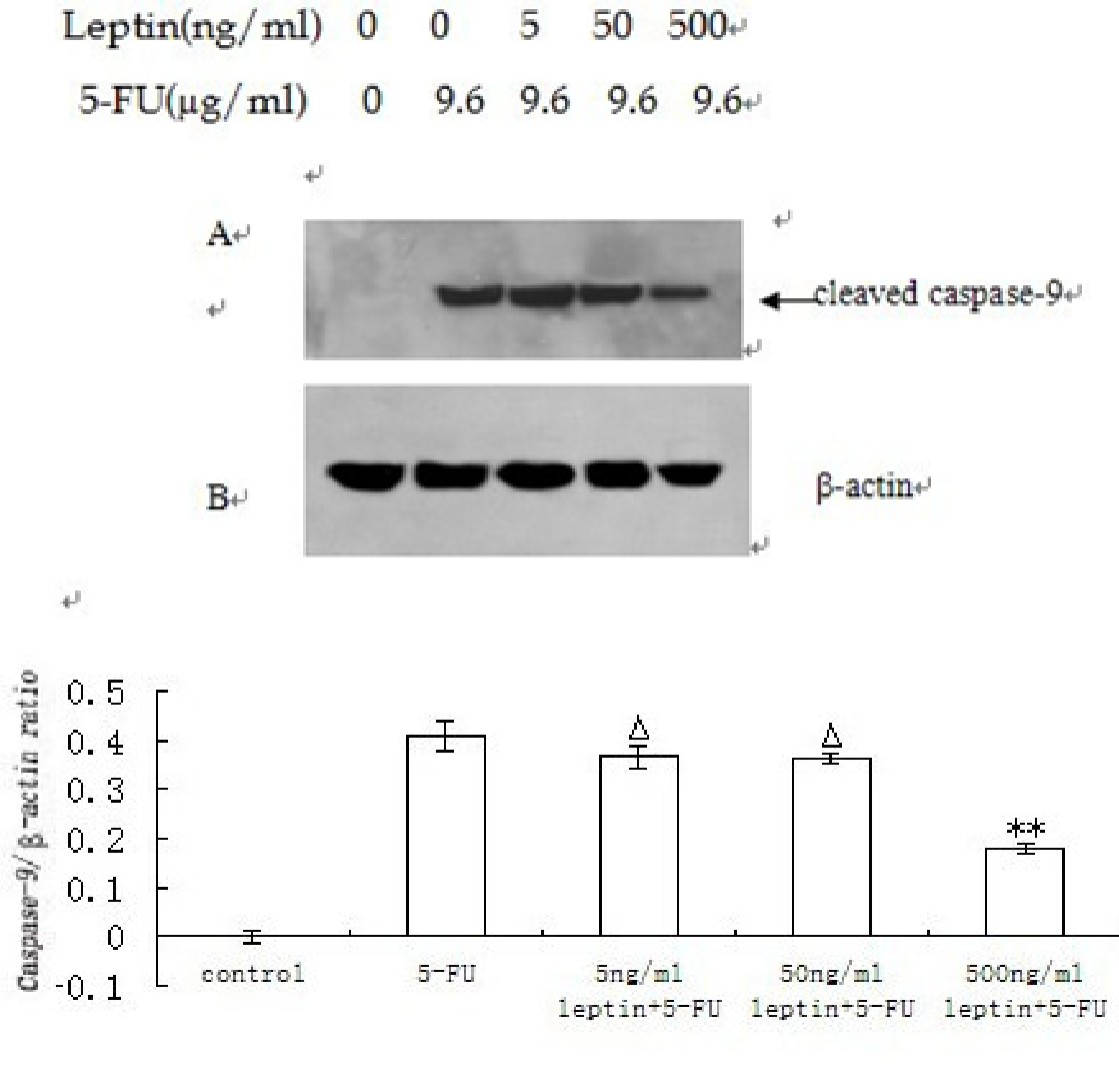 Leptin(ng/ml) 0 0 5 50 500↵
5-FU(μg/ml) 0 9.6 9.6 9.6 9.6↵
↵
A↵ ↵
↵ cleaved caspase-9↵
↵
B↵ β-actin↵
↵
↵
Caspase-9/β-actin ratio
0.5
0.4
0.3
0.2
0.1
0
-0.1
Δ
Δ
**
control 5-FU 5ng/ml 50ng/ml 500ng/ml
leptin+5-FU leptin+5-FU leptin+5-FU